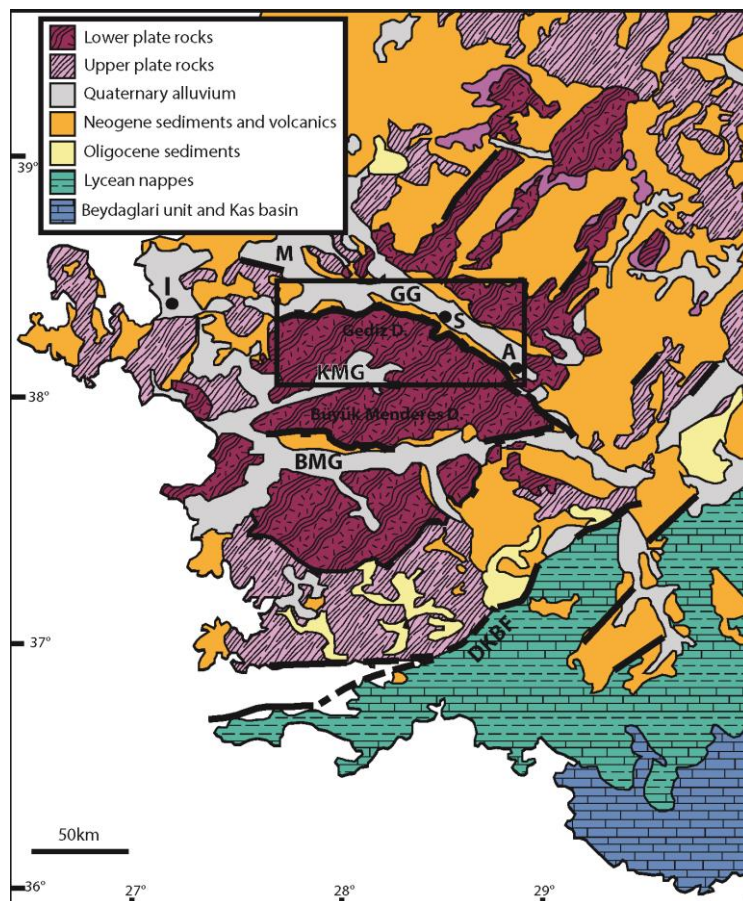 Lower plate rocks
Upper plate rocks
Quaternary alluvium
Neogene sediments and volcanics
Oligocene sediments
Lycean nappes
Beydaglari unit and Kas basin
39°
M
I
GG
S
Gediz D.
A
KMG
38°
Buyuk Menderes D.
BMG
37°
DKBF
50km
36°
27°
28°
29°